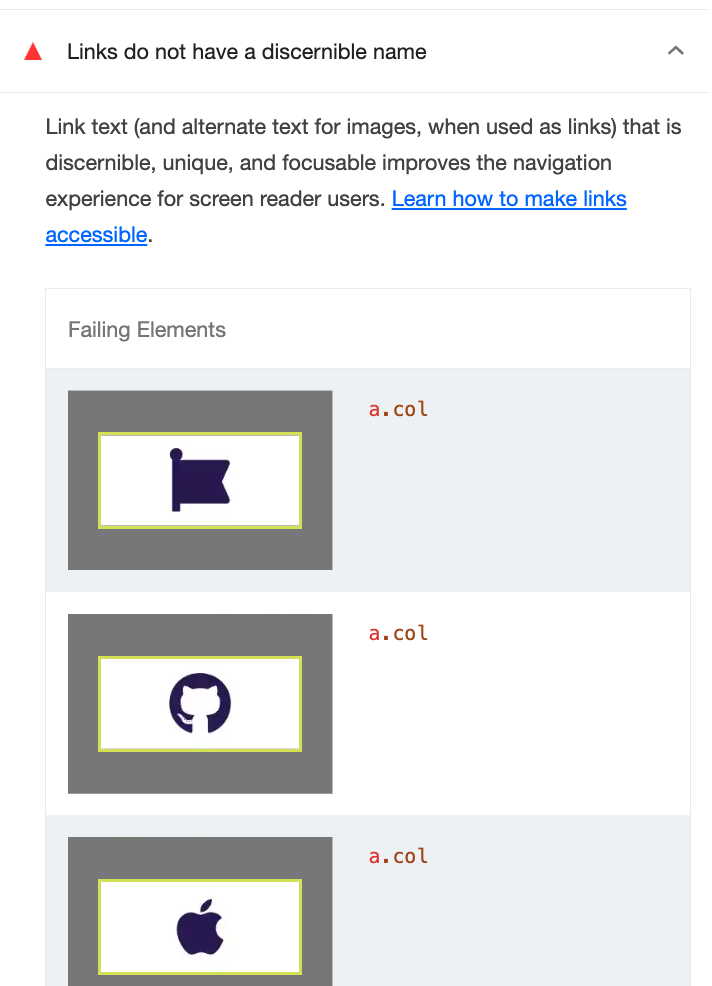 Links do not have a discernible name
Link text (and alternate text for images, when used as links) that is
discernible, unique, and focusable improves the navigation
experience for screen reader users. Learn how to make links
accessible.
Failing Elements
a.col
a.col
a.col